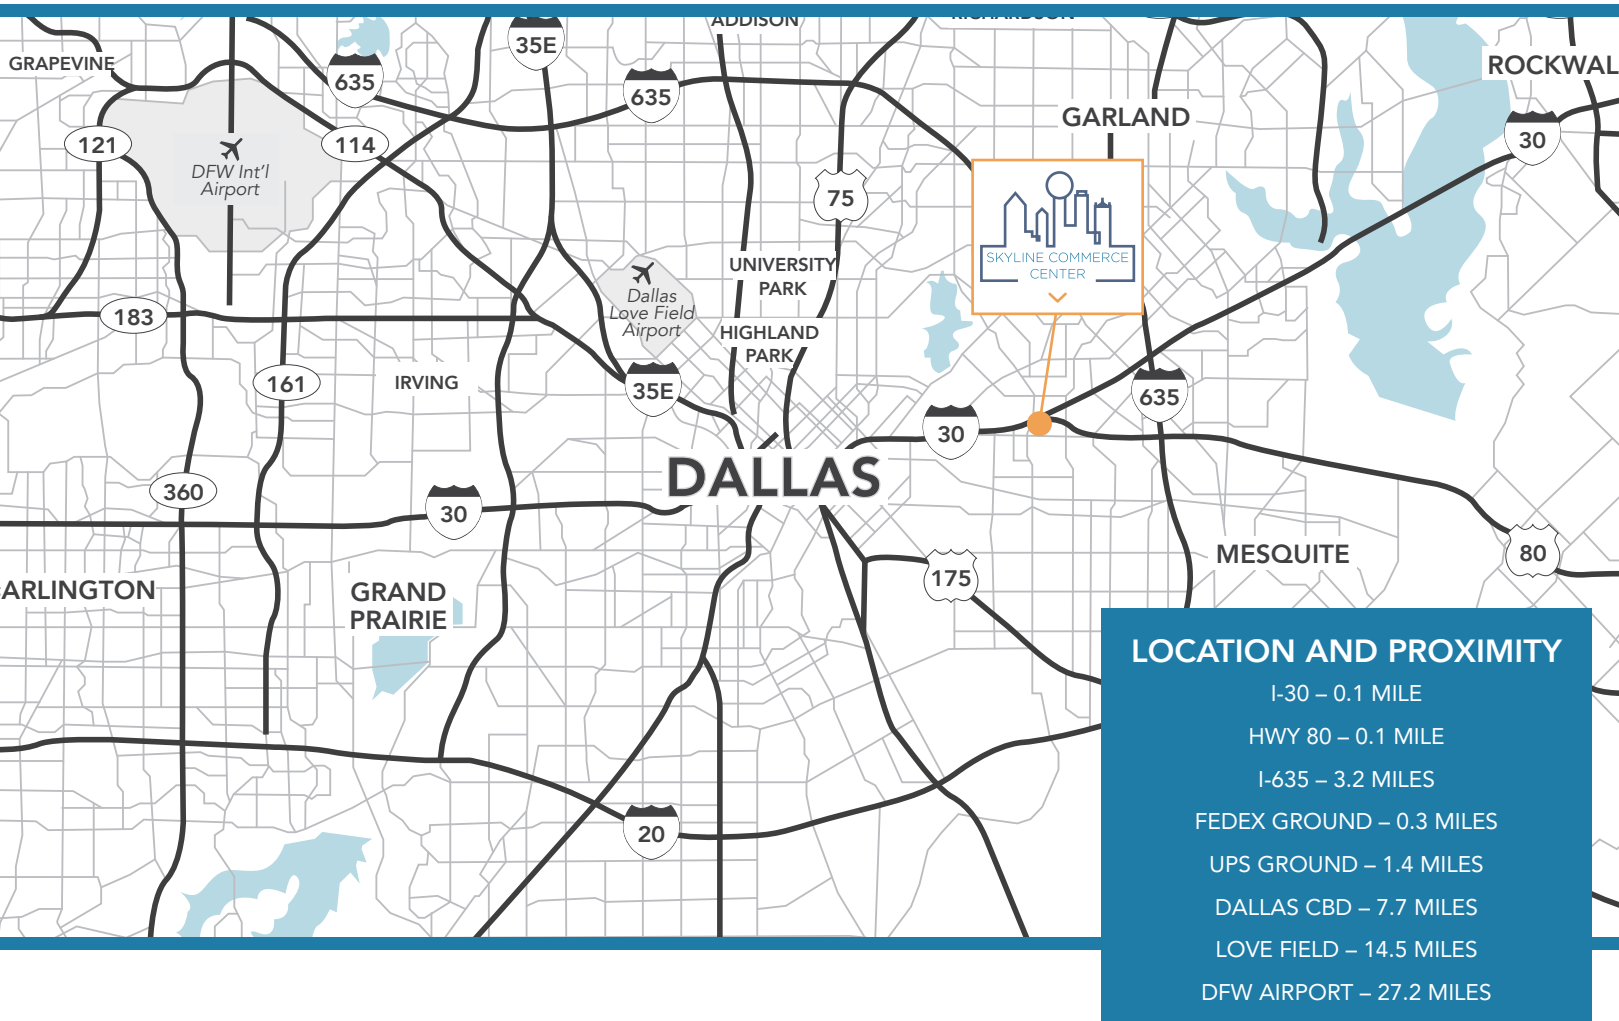 ADDISON
35E
GRAPEVINE
ROCKWAL
635
635
GARLAND
121
114
30
DFW Int'l
Airport
75
SKYLINE COMMERCE
CENTER
UNIVERSITY
PARK
Dallas
Love Field
Airport
183
HIGHLAND
PARK
161
IRVING
35E
635
30
DALLAS
360
30
MESQUITE
80
175
ARLINGTON
GRAND
PRAIRIE
20
LOCATION AND PROXIMITY
I-30 – 0.1 MILE
HWY 80 – 0.1 MILE
I-635 – 3.2 MILES
FEDEX GROUND – 0.3 MILES
UPS GROUND – 1.4 MILES
DALLAS CBD – 7.7 MILES
LOVE FIELD – 14.5 MILES
DFW AIRPORT – 27.2 MILES